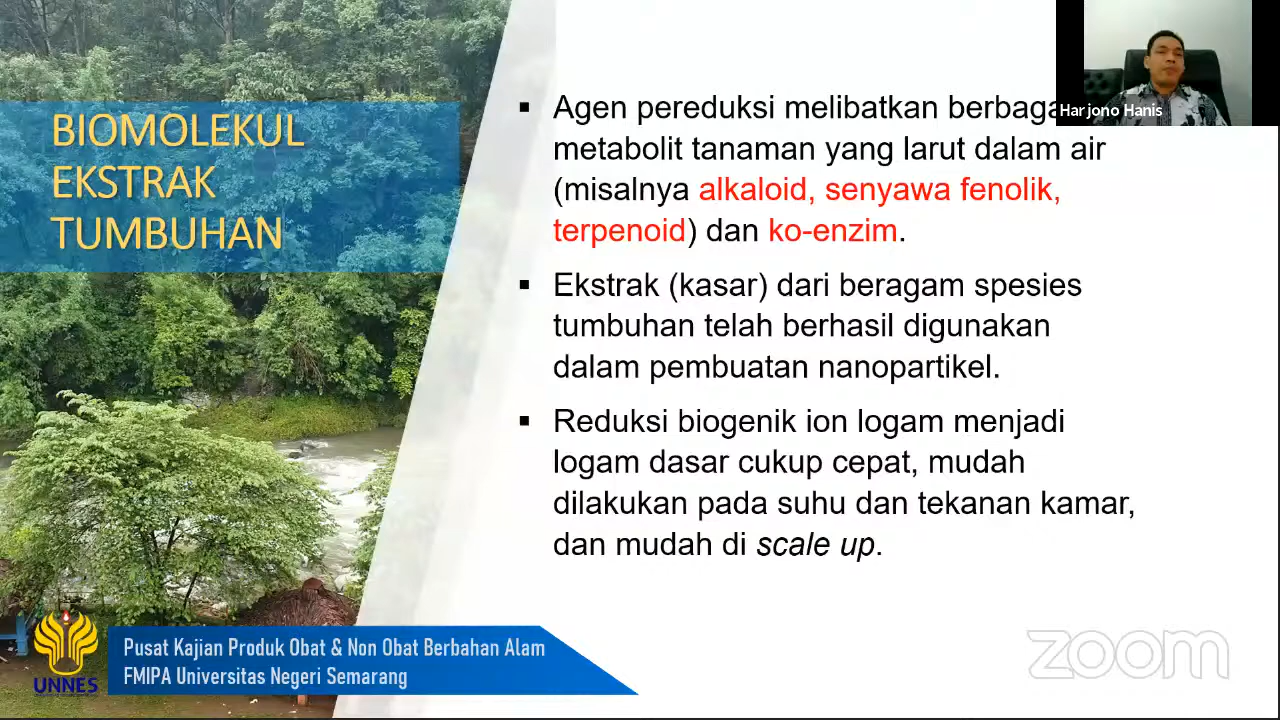 BIOMOLEKUL
EKSTRAK
TUMBUHAN
Agen pereduksi melibatkan berbaga
metabolit tanaman yang larut dalam air
(misalnya alkaloid, senyawa fenolik,
terpenoid) dan ko-enzim.
Ekstrak (kasar) dari beragam spesies
tumbuhan telah berhasil digunakan
dalam pembuatan nanopartikel.
Reduksi biogenik ion logam menjadi
logam dasar cukup cepat, mudah
dilakukan pada suhu dan tekanan kamar,
dan mudah di scale up.
Harjono Hanis
UNNES
Pusat Kajian Produk Obat & Non Obat Berbahan Alam
FMIPA Universitas Negeri Semarang
zoom